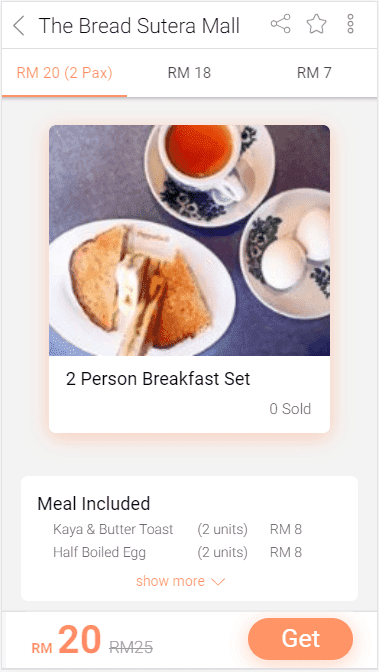 The Bread Sutera Mall
RM 20 (2 Pax) RM 18 RM 7
2 Person Breakfast Set
0 Sold
Meal Included
Kaya & Butter Toast (2 units) RM 8
Half Boiled Egg (2 units) RM 8
show more
RM 20 RM25 Get